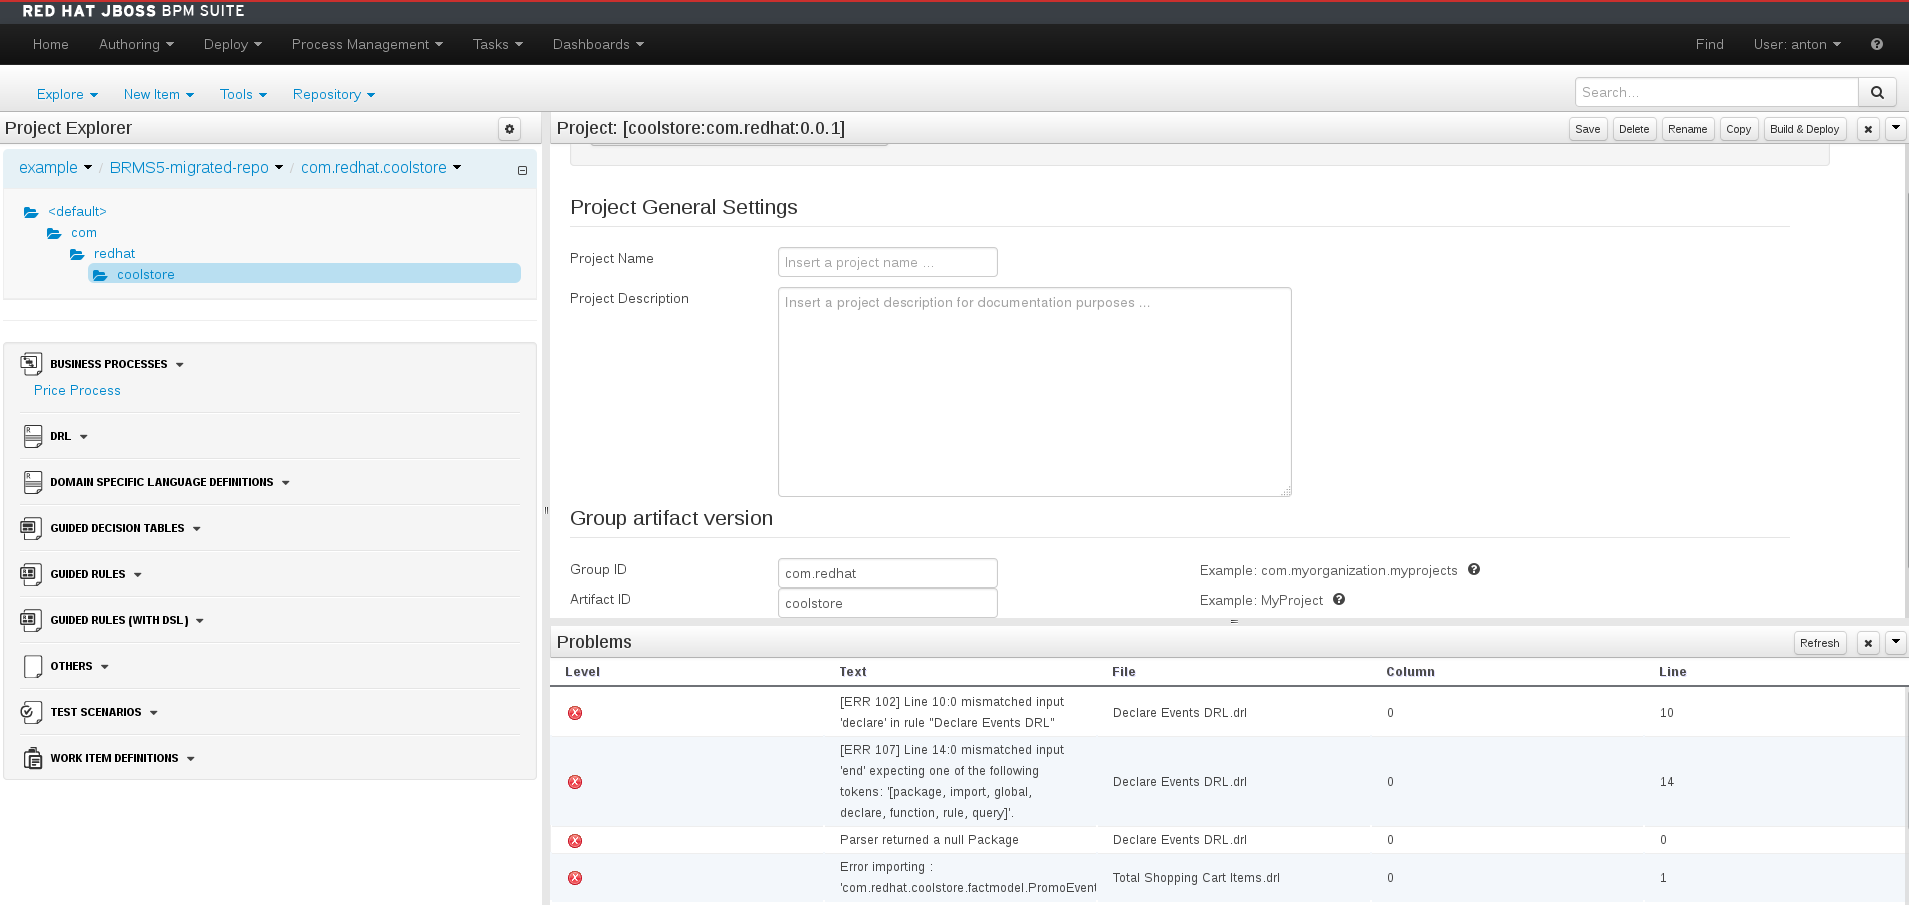 RED HAT JBOSS BPM SUITE
Home Authoring Deploy Process Management Tasks Dashboards Find User: anton
Explore New Item Tools Repository Search...
Project Explorer
example / BRMS5-migrated-repo / com.redhat.coolstore
<default>
com
redhat
coolstore
BUSINESS PROCESSES
Price Process
DRL
DOMAIN SPECIFIC LANGUAGE DEFINITIONS
GUIDED DECISION TABLES
GUIDED RULES
GUIDED RULES (WITH DSL)
OTHERS
TEST SCENARIOS
WORK ITEM DEFINITIONS
Project: [coolstore:com.redhat:0.0.1]
Save Delete Rename Copy Build & Deploy
Project General Settings
Project Name Insert a project name ...
Project Description Insert a project description for documentation purposes ...
Group artifact version
Group ID com.redhat Example: com.myorganization.myprojects
Artifact ID coolstore Example: MyProject
Problems Refresh
Level Text File Column Line
[ERR 102] Line 10:0 mismatched input
'declare' in rule "Declare Events DRL" Declare Events DRL.drl 0 10
[ERR 107] Line 14:0 mismatched input
'end' expecting one of the following
tokens: '[package, import, global,
declare, function, rule, query]'. Declare Events DRL.drl 0 14
Parser returned a null Package Declare Events DRL.drl 0 0
Error importing :
'com.redhat.coolstore.factmodel.PromoEvent Total Shopping Cart Items.drl 0 1